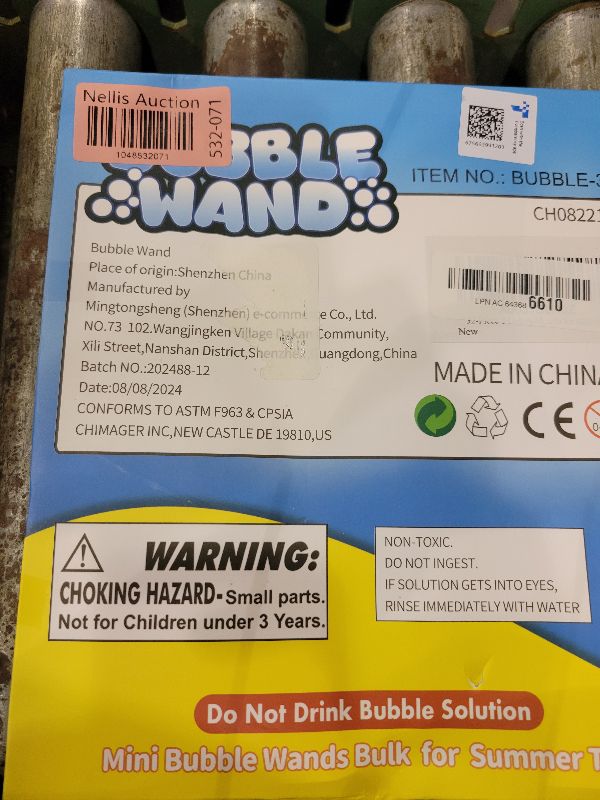 Nellis Auction
1048532071
532-071
BUBBLE
WAND
ITEM NO.: BUBBLE-3
CH08221
Bubble Wand
Place of origin:Shenzhen China
Manufactured by
Mingtongsheng (Shenzhen) e-commerce Co., Ltd.
NO.73 102.Wangjingken Village Dakan Community,
Xili Street,Nanshan District,Shenzhen Guangdong,China
Batch NO.:202488-12
Date:08/08/2024
CONFORMS TO ASTM F963 & CPSIA
CHIMAGER INC,NEW CASTLE DE 19810,US
6610
New
MADE IN CHINA
CE
WARNING:
CHOKING HAZARD-Small parts.
Not for Children under 3 Years.
NON-TOXIC.
DO NOT INGEST.
IF SOLUTION GETS INTO EYES,
RINSE IMMEDIATELY WITH WATER
Do Not Drink Bubble Solution
Mini Bubble Wands Bulk for Summer T